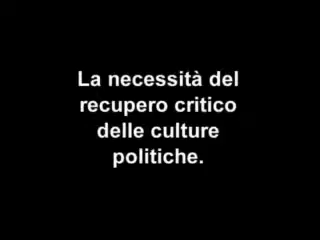 La necessità del
recupero critico
delle culture
politiche.